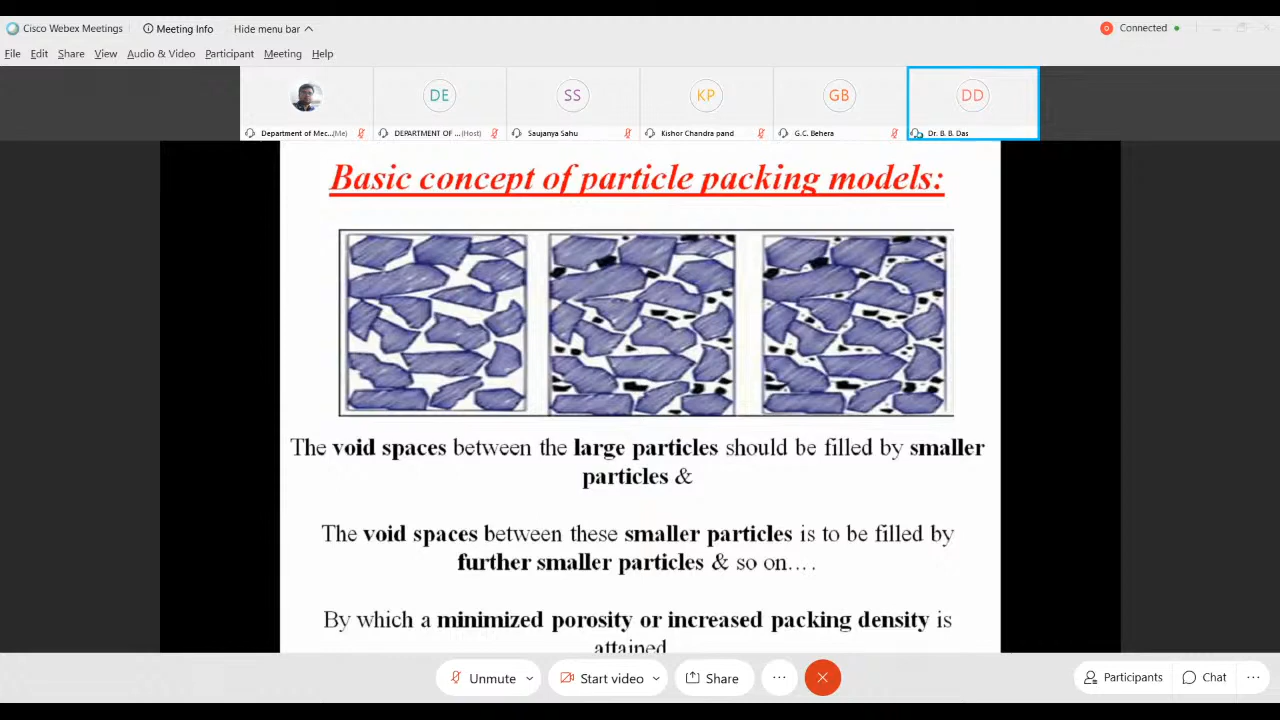 Cisco Webex Meetings
Meeting Info
Hide menu bar
Connected
File Edit Share View Audio & Video Participant Meeting Help
DE SS KP GB DD
Department of Mec...(Me) DEPARTMENT OF ...(Host) Saujanya Sahu Kishor Chandra pand G.C. Behera Dr. B. B. Das
Basic concept of particle packing models:
The void spaces between the large particles should be filled by smaller
particles &
The void spaces between these smaller particles is to be filled by
further smaller particles & so on....
By which a minimized porosity or increased packing density is
attained
Unmute Start video Share Participants Chat